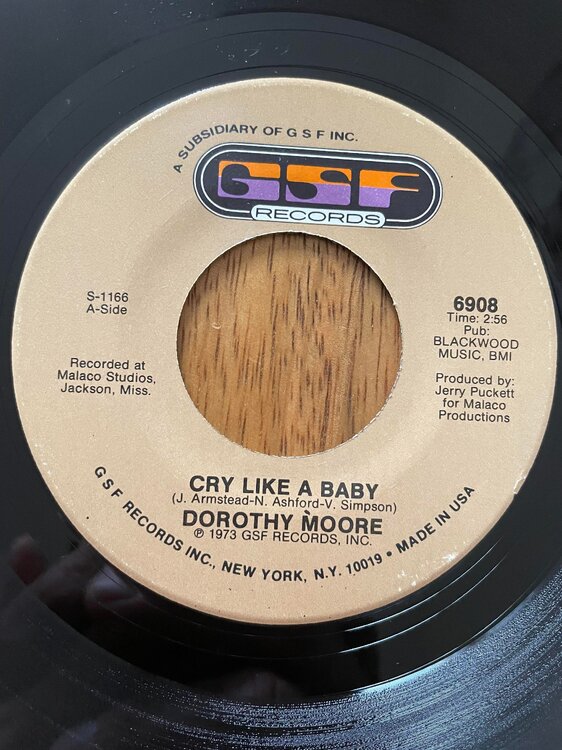 A SUBSIDIARY OF G S F INC.
GSF
RECORDS
S-1166
A-Side
Recorded at
Malaco Studios,
Jackson, Miss.
6908
Time: 2:56
Pub:
BLACKWOOD
MUSIC, BMI
Produced by:
Jerry Puckett
for Malaco
Productions
CRY LIKE A BABY
(J. Armstead-N. Ashford-V. Simpson)
DOROTHY MOORE
℗ 1973 GSF RECORDS, INC.
G S F RECORDS INC., NEW YORK, N.Y. 10019 • MADE IN USA